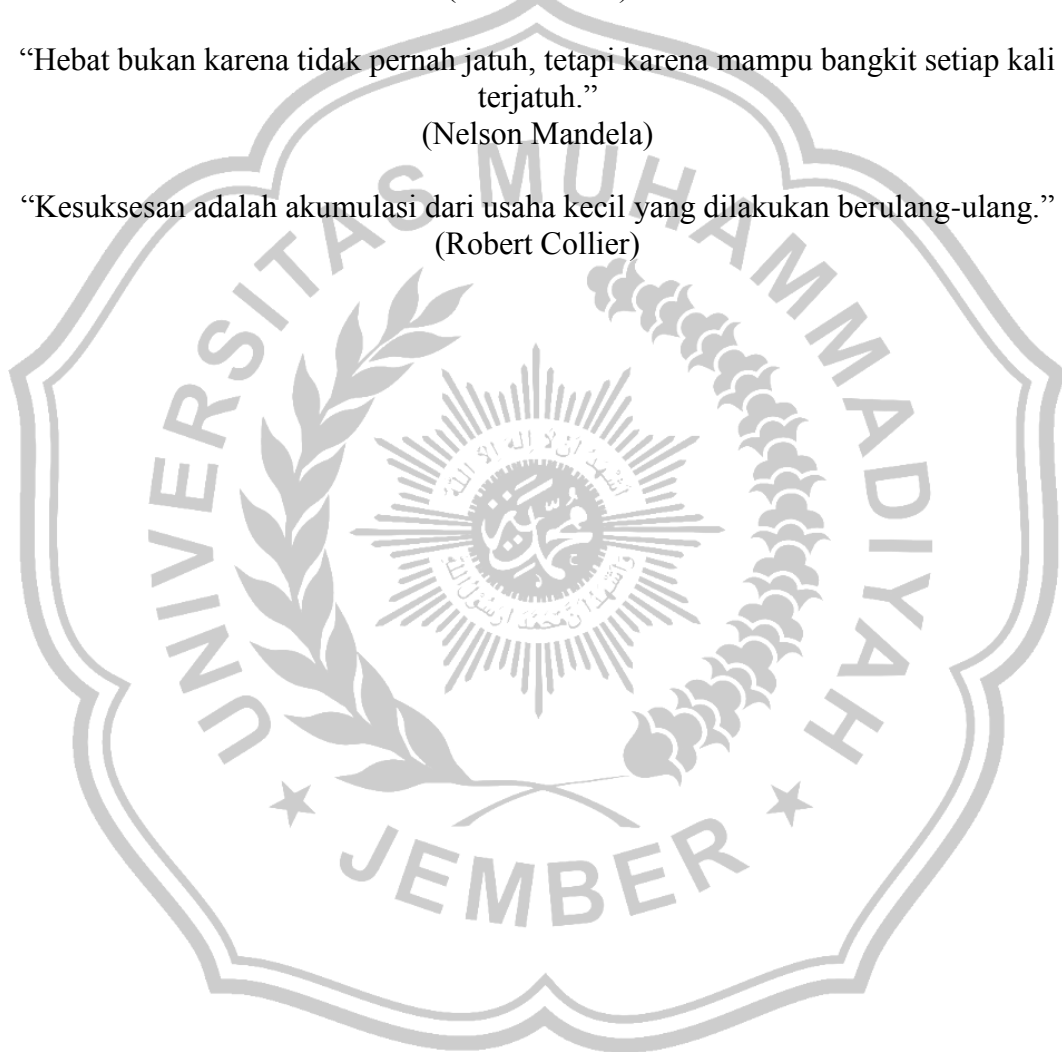 “Hebat bukan karena tidak pernah jatuh, tetapi karena mampu bangkit setiap kali
terjatuh.”
(Nelson Mandela)
“Kesuksesan adalah akumulasi dari usaha kecil yang dilakukan berulang-ulang.”
(Robert Collier)
UNIVERSITAS MUHAMMADIYAH
JEMBER